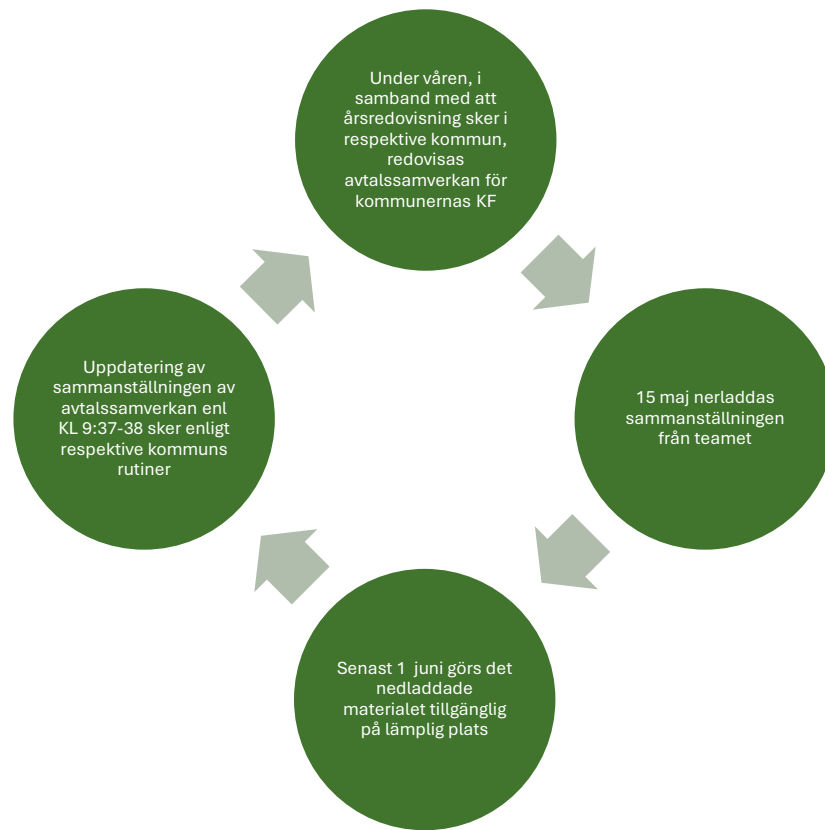 Under våren, i
samband med att
årsredovisning sker i
respektive kommun,
redovisas
avtalssamverkan för
kommunernas KF
15 maj nerladdas
sammanställningen
från teamet
Senast 1  juni görs det
nedladdade
materialet tillgänglig
på lämplig plats
Uppdatering av
sammanställningen av
avtalssamverkan enl
KL 9:37-38 sker enligt
respektive kommuns
rutiner